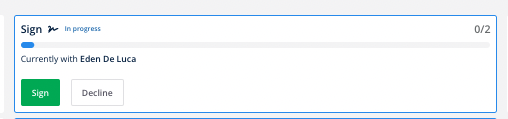 Sign In progress 0/2
Currently with Eden De Luca
Sign Decline